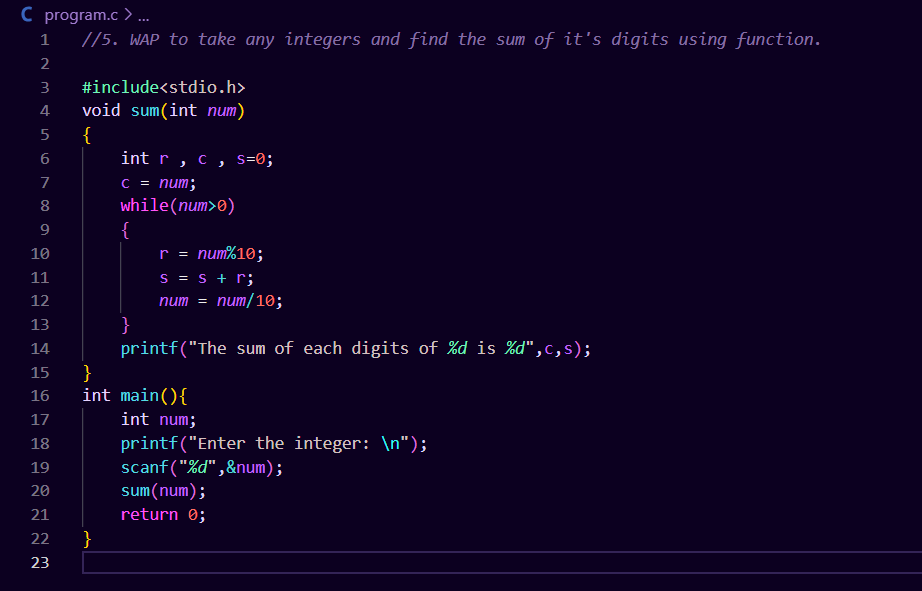 C program.c > ...
1 //5. WAP to take any integers and find the sum of it's digits using function.
2
3 #include<stdio.h>
4 void sum(int num)
5 {
6     int r , c , s=0;
7     c = num;
8     while(num>0)
9     {
10         r = num%10;
11         s = s + r;
12         num = num/10;
13     }
14     printf("The sum of each digits of %d is %d",c,s);
15 }
16 int main(){
17     int num;
18     printf("Enter the integer: \n");
19     scanf("%d",&num);
20     sum(num);
21     return 0;
22 }
23